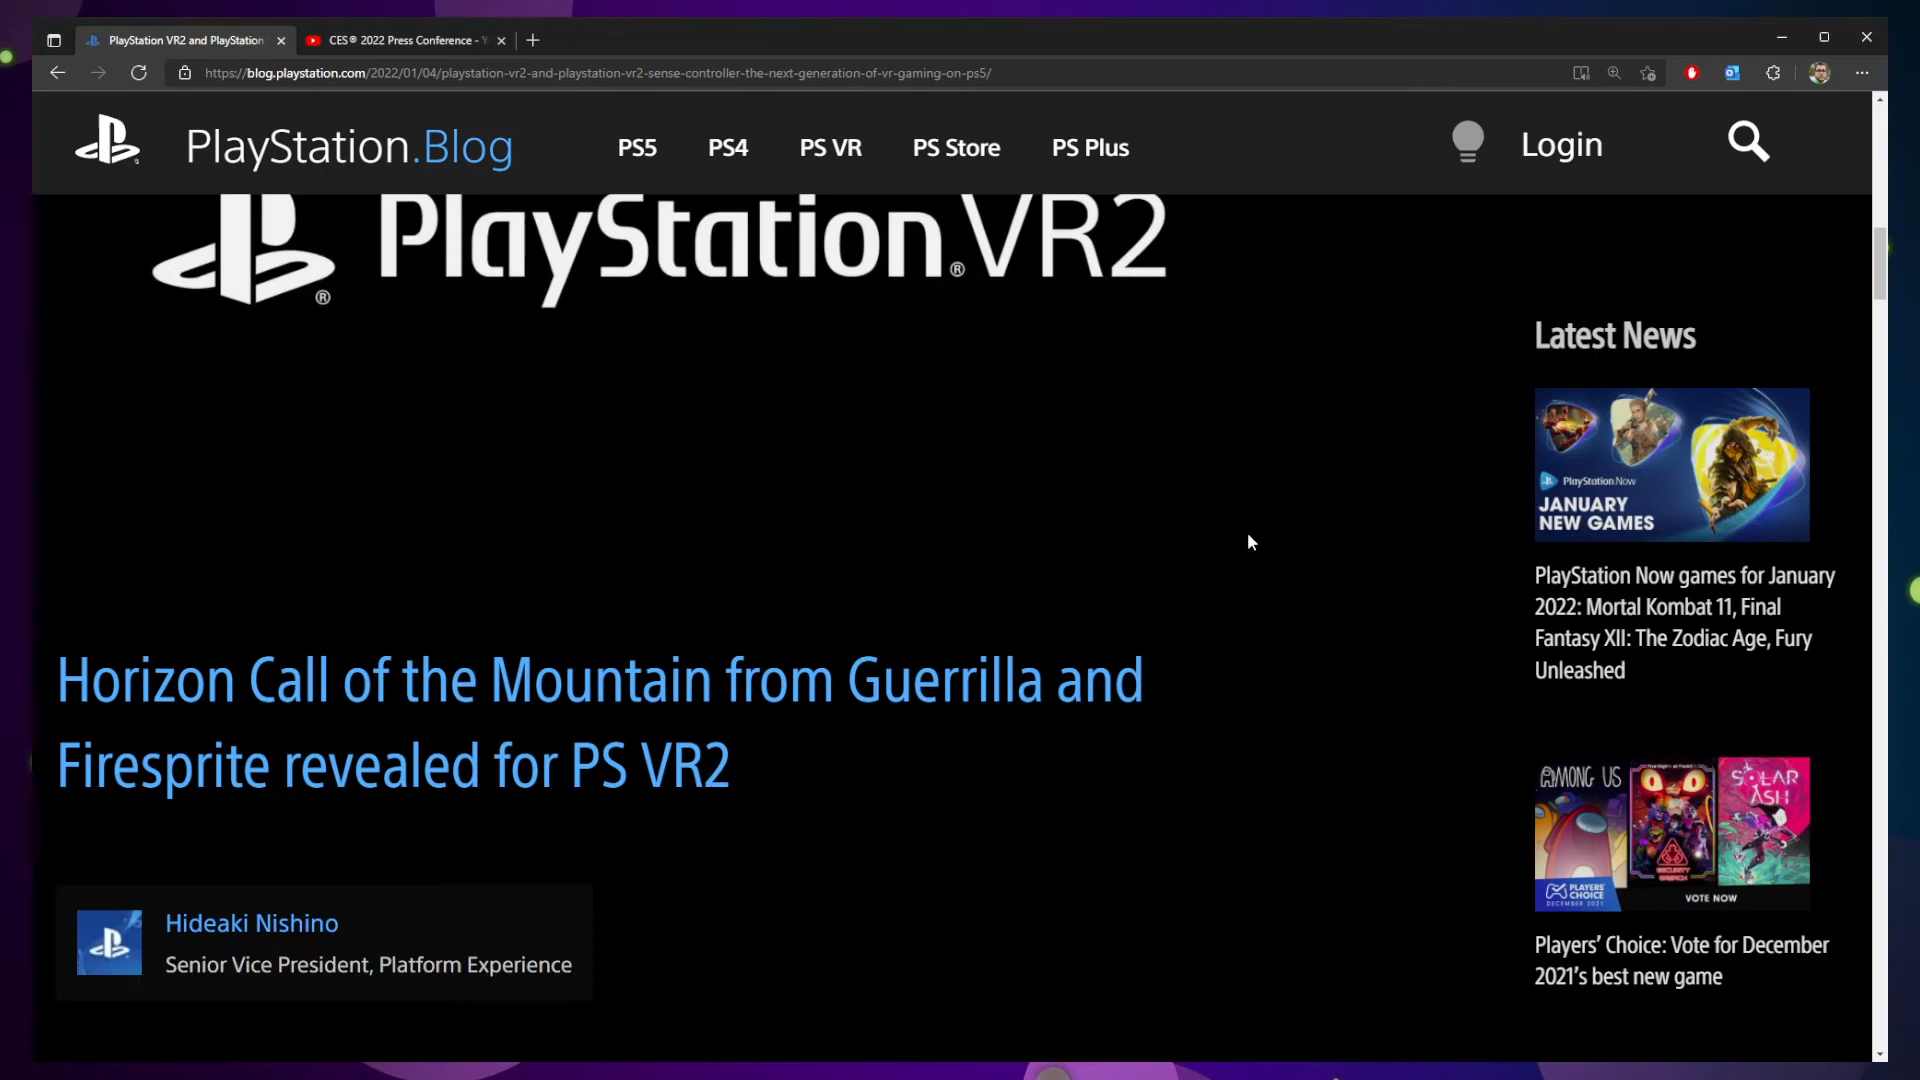 PlayStation VR2 and PlayStation
CES® 2022 Press Conference -
https://blog.playstation.com/2022/01/04/playstation-vr2-and-playstation-vr2-sense-controller-the-next-generation-of-vr-gaming-on-ps5/
PlayStation.Blog
PS5
PS4
PS VR
PS Store
PS Plus
Login
PlayStation®VR2
Horizon Call of the Mountain from Guerrilla and
Firesprite revealed for PS VR2
Hideaki Nishino
Senior Vice President, Platform Experience
Latest News
PlayStation Now
JANUARY
NEW GAMES
PlayStation Now games for January
2022: Mortal Kombat 11, Final
Fantasy XII: The Zodiac Age, Fury
Unleashed
AMONG US
SECURITY
BREACH
SOLAR
ASH
PLAYERS'
CHOICE
DECEMBER 2021
VOTE NOW
Players' Choice: Vote for December
2021's best new game